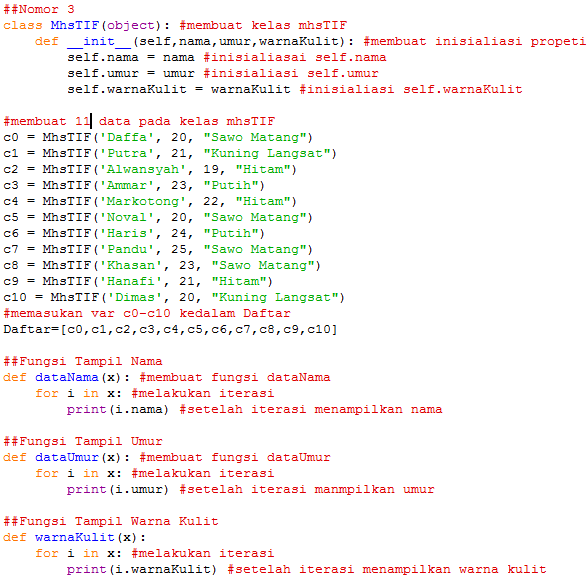 ##Nomor 3
class MhsTIF(object): #membuat kelas mhsTIF
    def __init__(self,nama,umur,warnaKulit): #membuat inisialiasi propeti
        self.nama = nama #inisialiasai self.nama
        self.umur = umur #inisialiasi self.umur
        self.warnaKulit = warnaKulit #inisialiasi self.warnaKulit

#membuat 11 data pada kelas mhsTIF
c0 = MhsTIF('Daffa', 20, "Sawo Matang")
c1 = MhsTIF('Putra', 21, "Kuning Langsat")
c2 = MhsTIF('Alwansyah', 19, "Hitam")
c3 = MhsTIF('Ammar', 23, "Putih")
c4 = MhsTIF('Markotong', 22, "Hitam")
c5 = MhsTIF('Noval', 20, "Sawo Matang")
c6 = MhsTIF('Haris', 24, "Putih")
c7 = MhsTIF('Pandu', 25, "Sawo Matang")
c8 = MhsTIF('Khasan', 23, "Sawo Matang")
c9 = MhsTIF('Hanafi', 21, "Hitam")
c10 = MhsTIF('Dimas', 20, "Kuning Langsat")
#memasukan var c0-c10 kedalam Daftar
Daftar=[c0,c1,c2,c3,c4,c5,c6,c7,c8,c9,c10]

##Fungsi Tampil Nama
def dataNama(x): #membuat fungsi dataNama
    for i in x: #melakukan iterasi
        print(i.nama) #setelah iterasi menampilkan nama

##Fungsi Tampil Umur
def dataUmur(x): #membuat fungsi dataUmur
    for i in x: #melakukan iterasi
        print(i.umur) #setelah iterasi manmpilkan umur

##Fungsi Tampil Warna Kulit
def warnaKulit(x):
    for i in x: #melakukan iterasi
        print(i.warnaKulit) #setelah iterasi menampilkan warna kulit